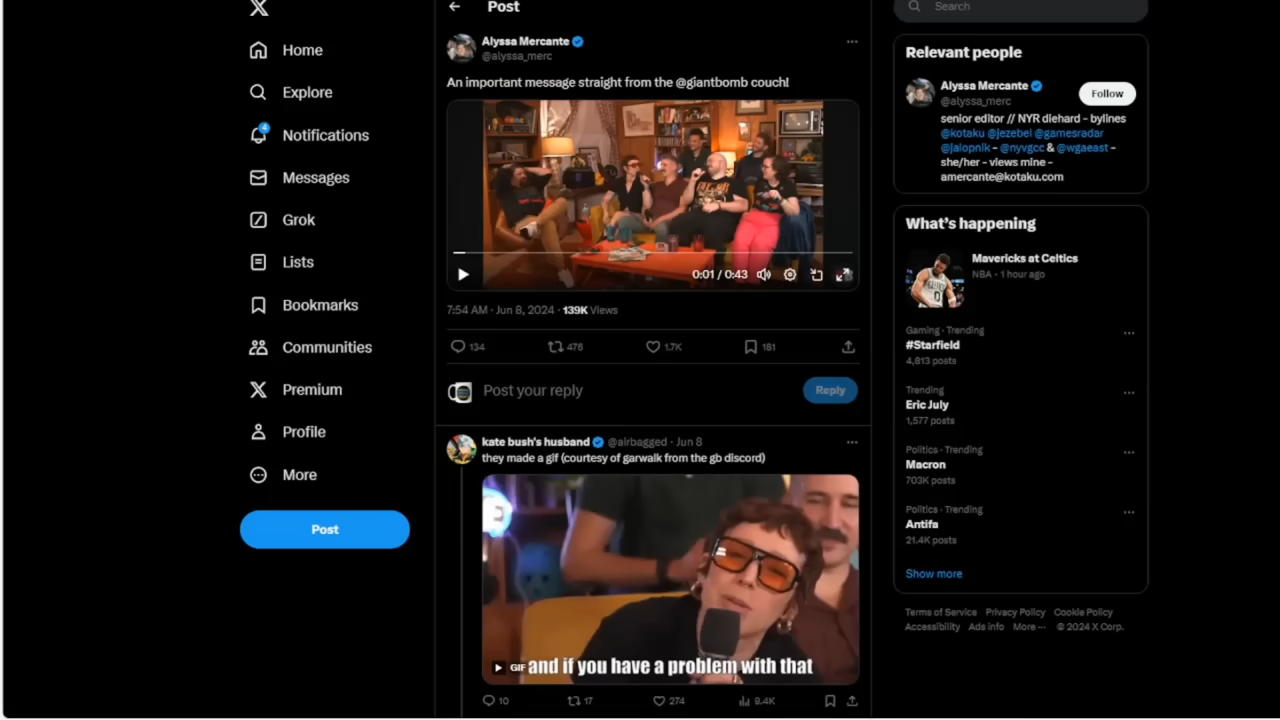 Home
Explore
4
Notifications
Messages
Grok
Lists
Bookmarks
Communities
Premium
Profile
More
Post
Post
Alyssa Mercante
@alyssa_merc
An important message straight from the @giantbomb couch!
0:01 / 0:43
7:54 AM · Jun 8, 2024 · 139K Views
134
476
1.7K
181
Post your reply
Reply
kate bush's husband @airbagged · Jun 8
they made a gif (courtesy of garwalk from the gb discord)
GIF
and if you have a problem with that
10
17
274
9.4K
Search
Relevant people
Alyssa Mercante
@alyssa_merc
Follow
senior editor // NYR diehard - bylines
@kotaku @jezebel @gamesradar
@jalopnik - @nyvgcc & @wgaeast -
she/her - views mine -
amercante@kotaku.com
What's happening
Mavericks at Celtics
NBA · 1 hour ago
Gaming · Trending
#Starfield
4,813 posts
Trending
Eric July
1,577 posts
Politics · Trending
Macron
703K posts
Politics · Trending
Antifa
21.4K posts
Show more
Terms of Service Privacy Policy Cookie Policy
Accessibility Ads info More ··· © 2024 X Corp.